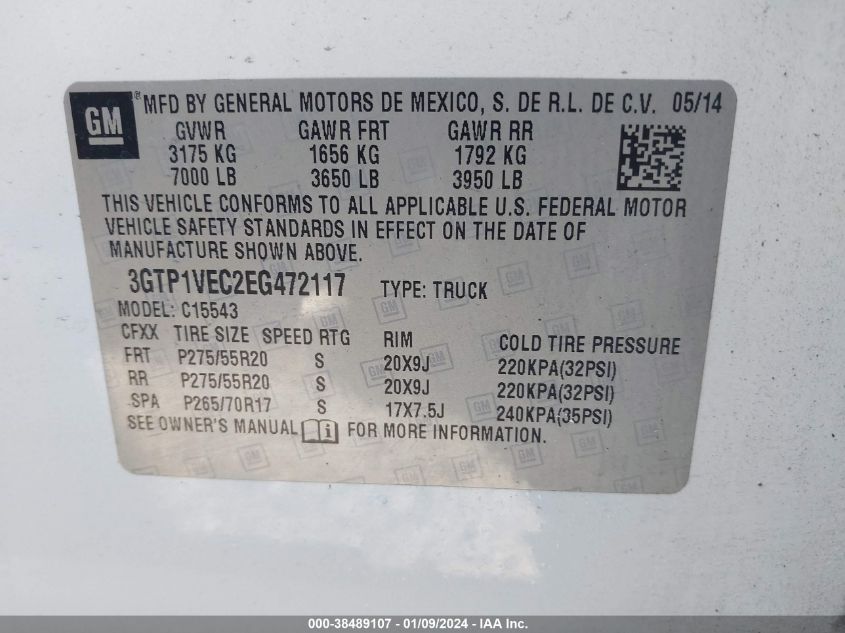 GM ® MFD BY GENERAL MOTORS DE MEXICO, S. DE R.L. DE C.V. 05/14
GVWR GAWR FRT GAWR RR
3175 KG 1656 KG 1792 KG
7000 LB 3650 LB 3950 LB
THIS VEHICLE CONFORMS TO ALL APPLICABLE U.S. FEDERAL MOTOR
VEHICLE SAFETY STANDARDS IN EFFECT ON THE DATE OF
MANUFACTURE SHOWN ABOVE.
3GTP1VEC2EG472117 TYPE: TRUCK
MODEL: C15543
CFXX TIRE SIZE SPEED RTG RIM COLD TIRE PRESSURE
FRT P275/55R20 S 20X9J 220KPA(32PSI)
RR P275/55R20 S 20X9J 220KPA(32PSI)
SPA P265/70R17 S 17X7.5J 240KPA(35PSI)
SEE OWNER'S MANUAL i FOR MORE INFORMATION.
000-38489107 - 01/09/2024 - IAA Inc.